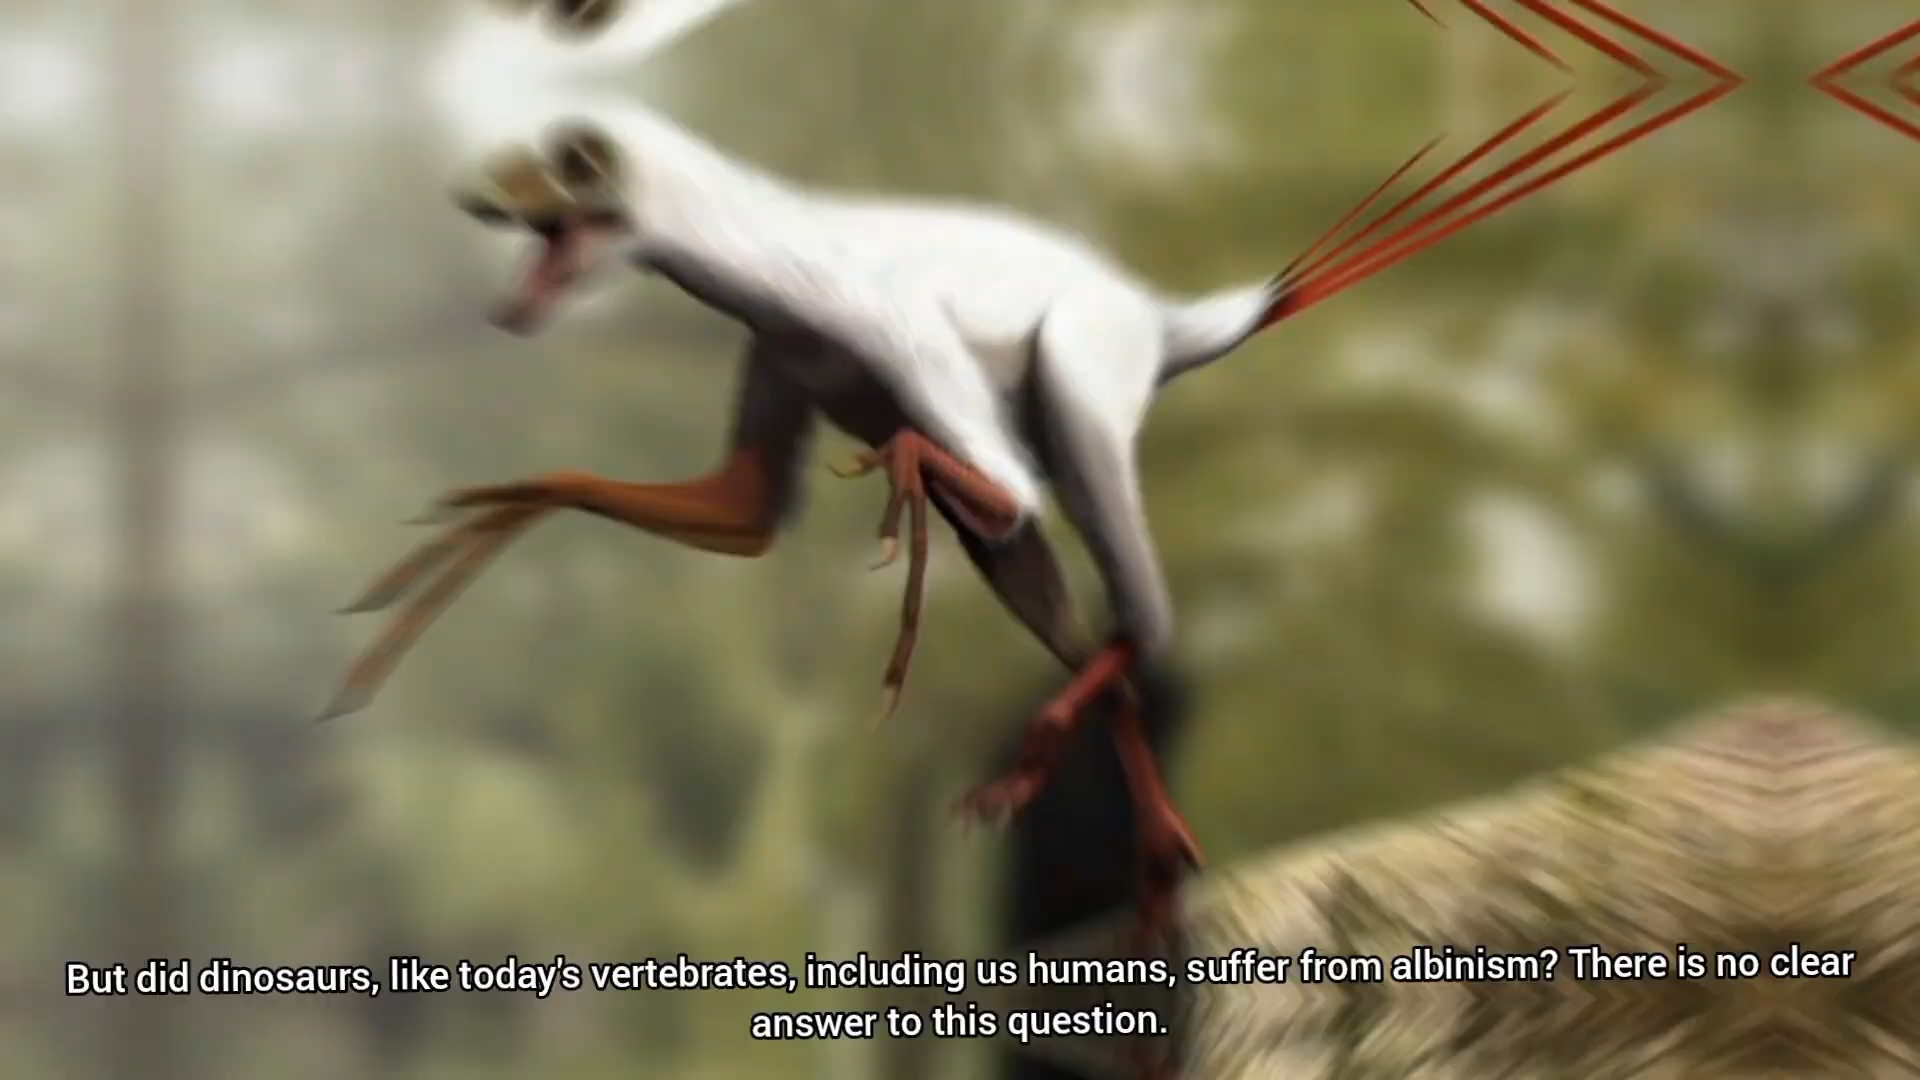 But did dinosaurs, like today's vertebrates, including us humans, suffer from albinism? There is no clear
answer to this question.